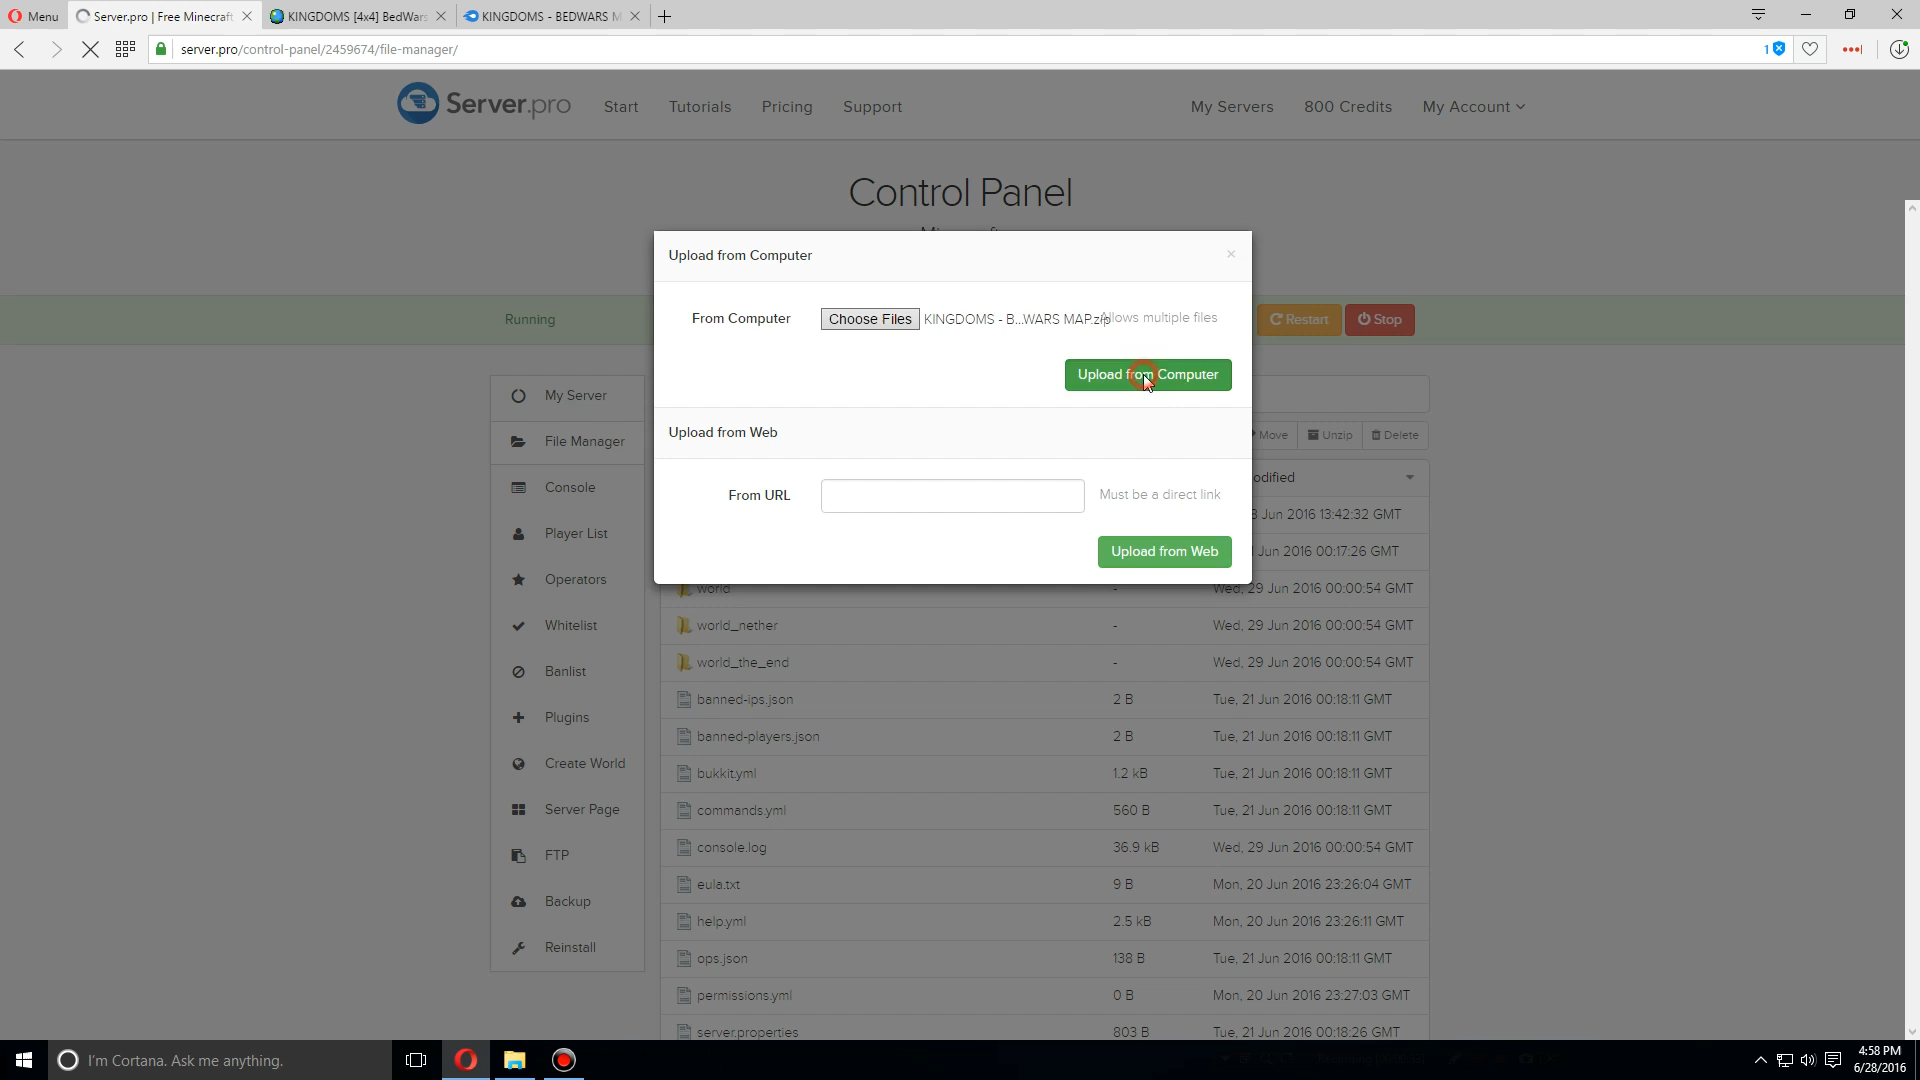 Menu
Server.pro | Free Minecraft
KINGDOMS [4x4] BedWars
KINGDOMS - BEDWARS M
server.pro/control-panel/2459674/file-manager/
1
Server.pro
Start
Tutorials
Pricing
Support
My Servers
800 Credits
My Account
Control Panel
Upload from Computer
×
From Computer
Choose Files
KINGDOMS - B...WARS MAP.zip
Allows multiple files
Upload from Computer
Upload from Web
From URL
Must be a direct link
Upload from Web
Running
Restart
Stop
My Server
File Manager
Console
Player List
Operators
Whitelist
Banlist
Plugins
Create World
Server Page
FTP
Backup
Reinstall
Move
Unzip
Delete
odified
Jun 2016 13:42:32 GMT
Jun 2016 00:17:26 GMT
world - Wed, 29 Jun 2016 00:00:54 GMT
world_nether - Wed, 29 Jun 2016 00:00:54 GMT
world_the_end - Wed, 29 Jun 2016 00:00:54 GMT
banned-ips.json 2 B Tue, 21 Jun 2016 00:18:11 GMT
banned-players.json 2 B Tue, 21 Jun 2016 00:18:11 GMT
bukkit.yml 1.2 kB Tue, 21 Jun 2016 00:18:11 GMT
commands.yml 560 B Tue, 21 Jun 2016 00:18:11 GMT
console.log 36.9 kB Wed, 29 Jun 2016 00:00:54 GMT
eula.txt 9 B Mon, 20 Jun 2016 23:26:04 GMT
help.yml 2.5 kB Mon, 20 Jun 2016 23:26:11 GMT
ops.json 138 B Tue, 21 Jun 2016 00:18:11 GMT
permissions.yml 0 B Mon, 20 Jun 2016 23:27:03 GMT
server.properties 803 B Tue, 21 Jun 2016 00:18:26 GMT
I'm Cortana. Ask me anything.
4:58 PM
6/28/2016